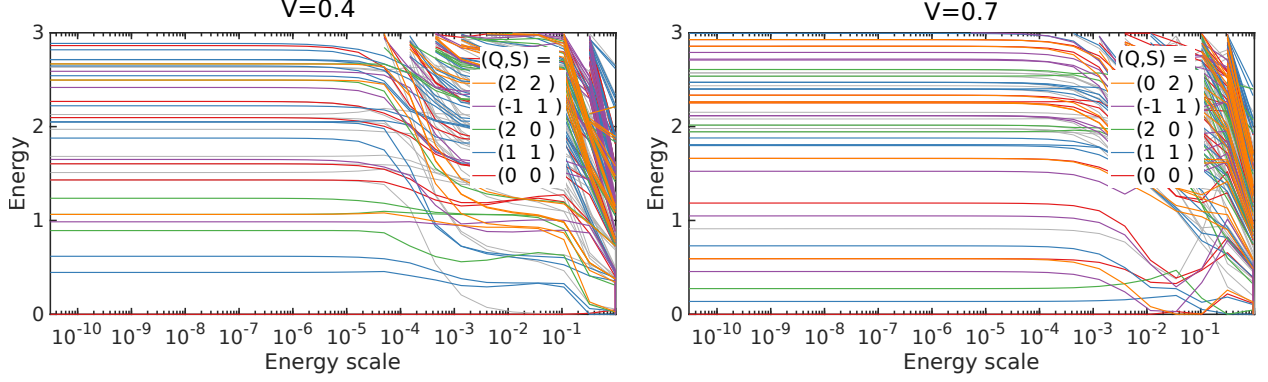 V=0.4
3
2
1
0
Energy
(Q,S) =
(2 2 )
(-1 1 )
(2 0 )
(1 1 )
(0 0 )
10⁻¹⁰ 10⁻⁹ 10⁻⁸ 10⁻⁷ 10⁻⁶ 10⁻⁵ 10⁻⁴ 10⁻³ 10⁻² 10⁻¹
Energy scale
V=0.7
3
2
1
0
Energy
(Q,S) =
(0 2 )
(-1 1 )
(2 0 )
(1 1 )
(0 0 )
10⁻¹⁰ 10⁻⁹ 10⁻⁸ 10⁻⁷ 10⁻⁶ 10⁻⁵ 10⁻⁴ 10⁻³ 10⁻² 10⁻¹
Energy scale